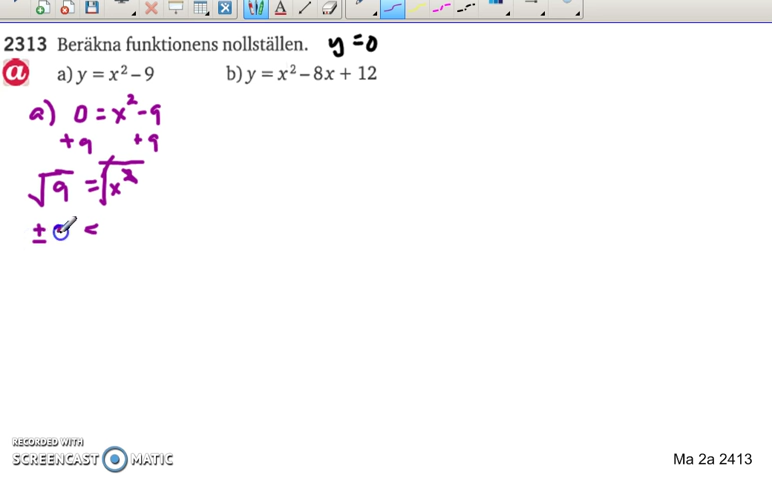 2313 Beräkna funktionens nollställen. y = 0
a a) y = x² − 9 b) y = x² − 8x + 12
a) 0 = x² - 9
+9 +9
√9 = √x²
±
RECORDED WITH
SCREENCAST MATIC
Ma 2a 2413